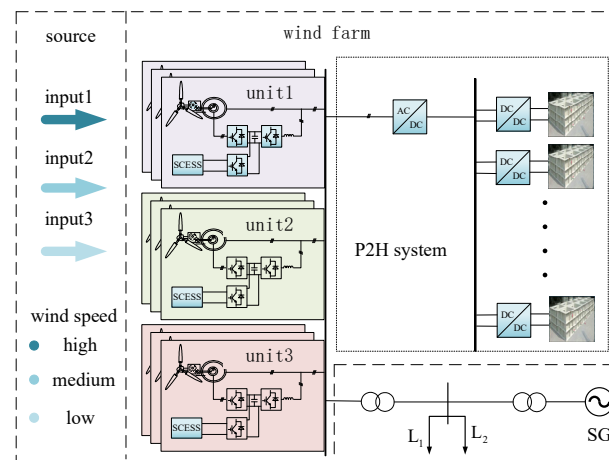 source
wind farm
input1
input2
input3
wind speed
high
medium
low
unit1
SCESS
unit2
SCESS
unit3
SCESS
AC
DC
P2H system
DC
DC
DC
DC
DC
DC
L1
L2
SG